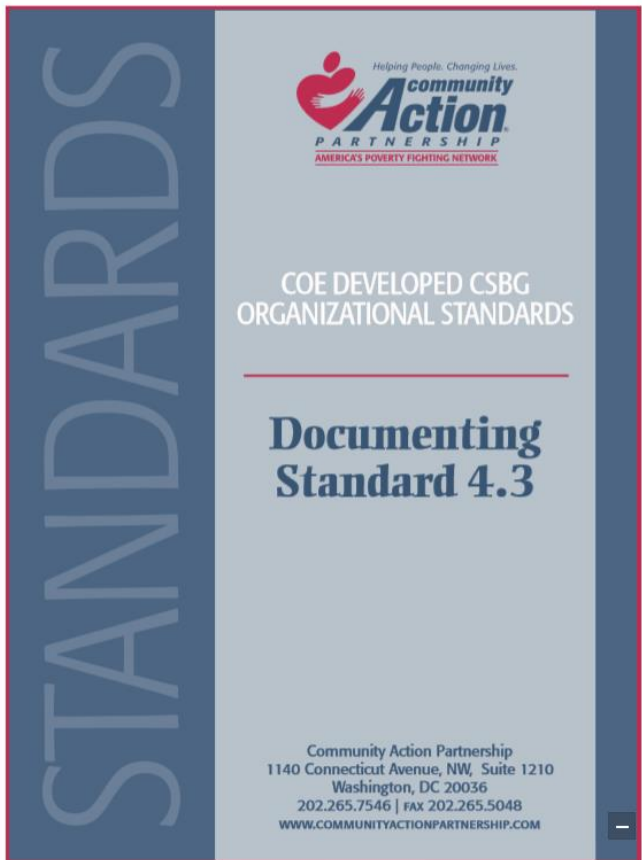 STANDARDS
Helping People. Changing Lives.
community
Action
PARTNERSHIP
AMERICA'S POVERTY FIGHTING NETWORK
COE DEVELOPED CSBG
ORGANIZATIONAL STANDARDS
Documenting
Standard 4.3
Community Action Partnership
1140 Connecticut Avenue, NW, Suite 1210
Washington, DC 20036
202.265.7546 | FAX 202.265.5048
WWW.COMMUNITYACTIONPARTNERSHIP.COM